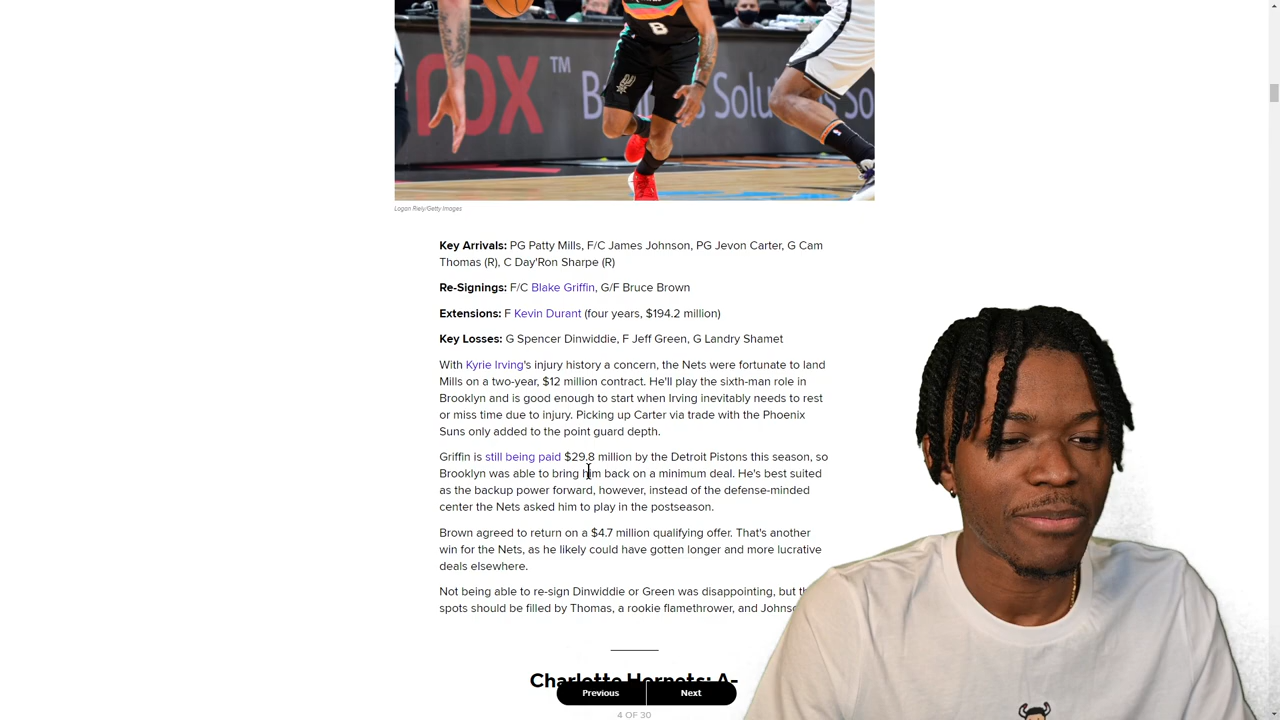 OX™ B Solu s So
8
Logan Riely/Getty Images
Key Arrivals: PG Patty Mills, F/C James Johnson, PG Jevon Carter, G Cam
Thomas (R), C Day'Ron Sharpe (R)
Re-Signings: F/C Blake Griffin, G/F Bruce Brown
Extensions: F Kevin Durant (four years, $194.2 million)
Key Losses: G Spencer Dinwiddie, F Jeff Green, G Landry Shamet
With Kyrie Irving's injury history a concern, the Nets were fortunate to land
Mills on a two-year, $12 million contract. He'll play the sixth-man role in
Brooklyn and is good enough to start when Irving inevitably needs to rest
or miss time due to injury. Picking up Carter via trade with the Phoenix
Suns only added to the point guard depth.
Griffin is still being paid $29.8 million by the Detroit Pistons this season, so
Brooklyn was able to bring him back on a minimum deal. He's best suited
as the backup power forward, however, instead of the defense-minded
center the Nets asked him to play in the postseason.
Brown agreed to return on a $4.7 million qualifying offer. That's another
win for the Nets, as he likely could have gotten longer and more lucrative
deals elsewhere.
Not being able to re-sign Dinwiddie or Green was disappointing, but th
spots should be filled by Thomas, a rookie flamethrower, and Johnso
Charlotte Hornets: A-
Previous Next
4 OF 30